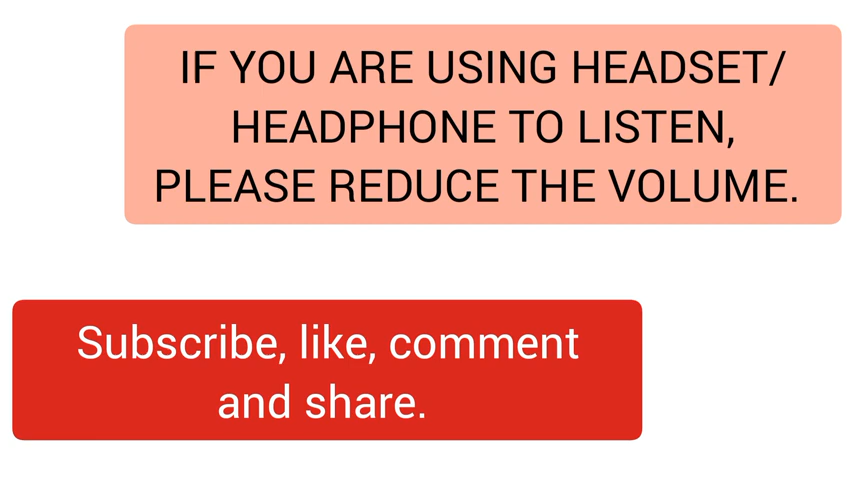 IF YOU ARE USING HEADSET/
HEADPHONE TO LISTEN,
PLEASE REDUCE THE VOLUME.
Subscribe, like, comment
and share.